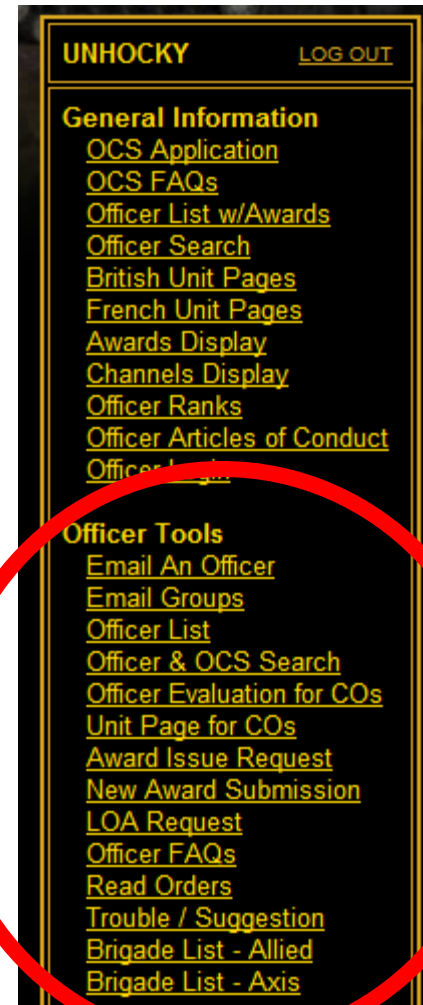 UNHOCKY LOG OUT
General Information
OCS Application
OCS FAQs
Officer List w/Awards
Officer Search
British Unit Pages
French Unit Pages
Awards Display
Channels Display
Officer Ranks
Officer Articles of Conduct
Officer Login
Officer Tools
Email An Officer
Email Groups
Officer List
Officer & OCS Search
Officer Evaluation for COs
Unit Page for COs
Award Issue Request
New Award Submission
LOA Request
Officer FAQs
Read Orders
Trouble / Suggestion
Brigade List - Allied
Brigade List - Axis